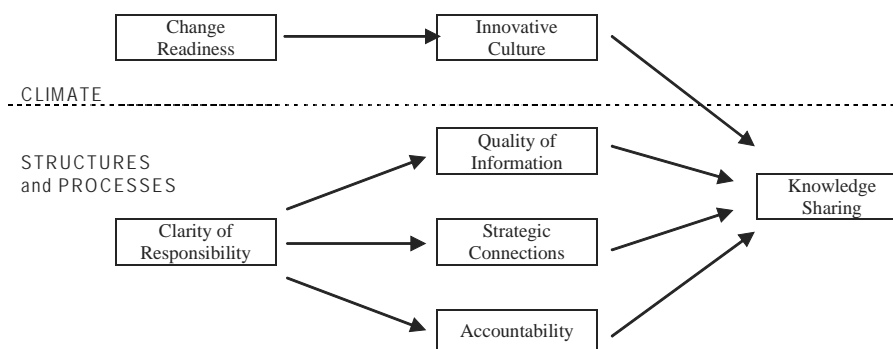 Change
Readiness
Innovative
Culture
CLIMATE
Quality of
Information
STRUCTURES
and PROCESSES
Knowledge
Sharing
Clarity of
Responsibility
Strategic
Connections
Accountability